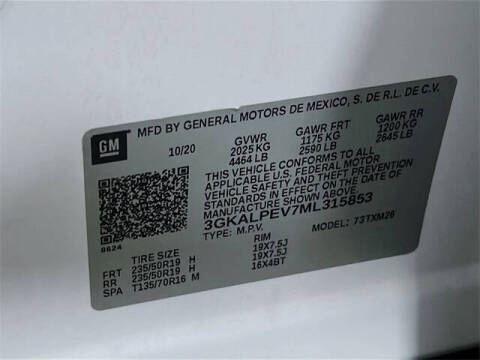 GM
MFD BY GENERAL MOTORS DE MEXICO, S. DE R.L. DE C.V.
10/20 GVWR GAWR FRT GAWR RR
2025 KG 1175 KG 1200 KG
4464 LB 2590 LB 2645 LB
THIS VEHICLE CONFORMS TO ALL
APPLICABLE U.S. FEDERAL MOTOR
VEHICLE SAFETY AND THEFT PREVENTION
STANDARDS IN EFFECT ON THE DATE OF
MANUFACTURE SHOWN ABOVE.
3GKALPEV7ML315853
TYPE: M.P.V. MODEL: 73TXM26
8624
TIRE SIZE RIM
FRT 235/50R19 H 19X7.5J
RR 235/50R19 H 19X7.5J
SPA T135/70R16 M 16X4BT